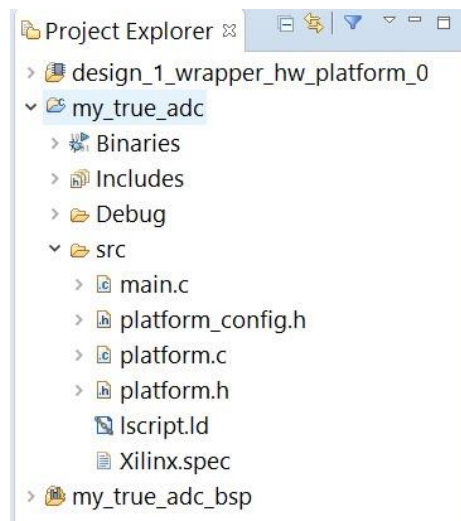 Project Explorer
design_1_wrapper_hw_platform_0
my_true_adc
Binaries
Includes
Debug
src
main.c
platform_config.h
platform.c
platform.h
lscript.ld
Xilinx.spec
my_true_adc_bsp